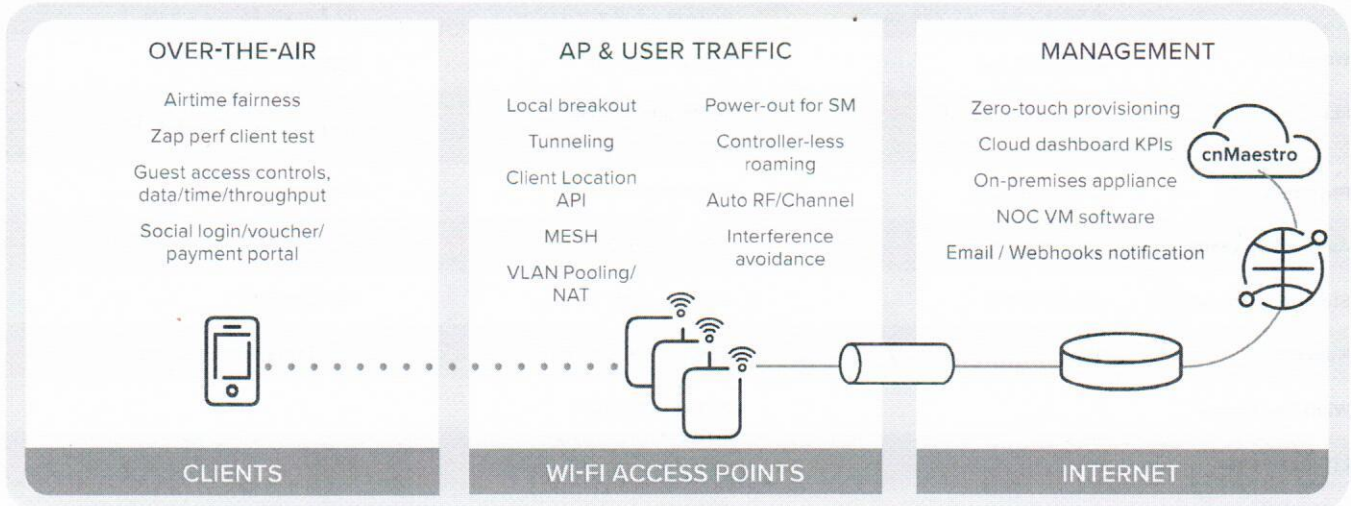 OVER-THE-AIR
Airtime fairness
Zap perf client test
Guest access controls,
data/time/throughput
Social login/voucher/
payment portal
CLIENTS
AP & USER TRAFFIC
Local breakout
Tunneling
Client Location
API
MESH
VLAN Pooling/
NAT
Power-out for SM
Controller-less
roaming
Auto RF/Channel
Interference
avoidance
WI-FI ACCESS POINTS
MANAGEMENT
Zero-touch provisioning
Cloud dashboard KPIs
On-premises appliance
NOC VM software
Email / Webhooks notification
cnMaestro
INTERNET